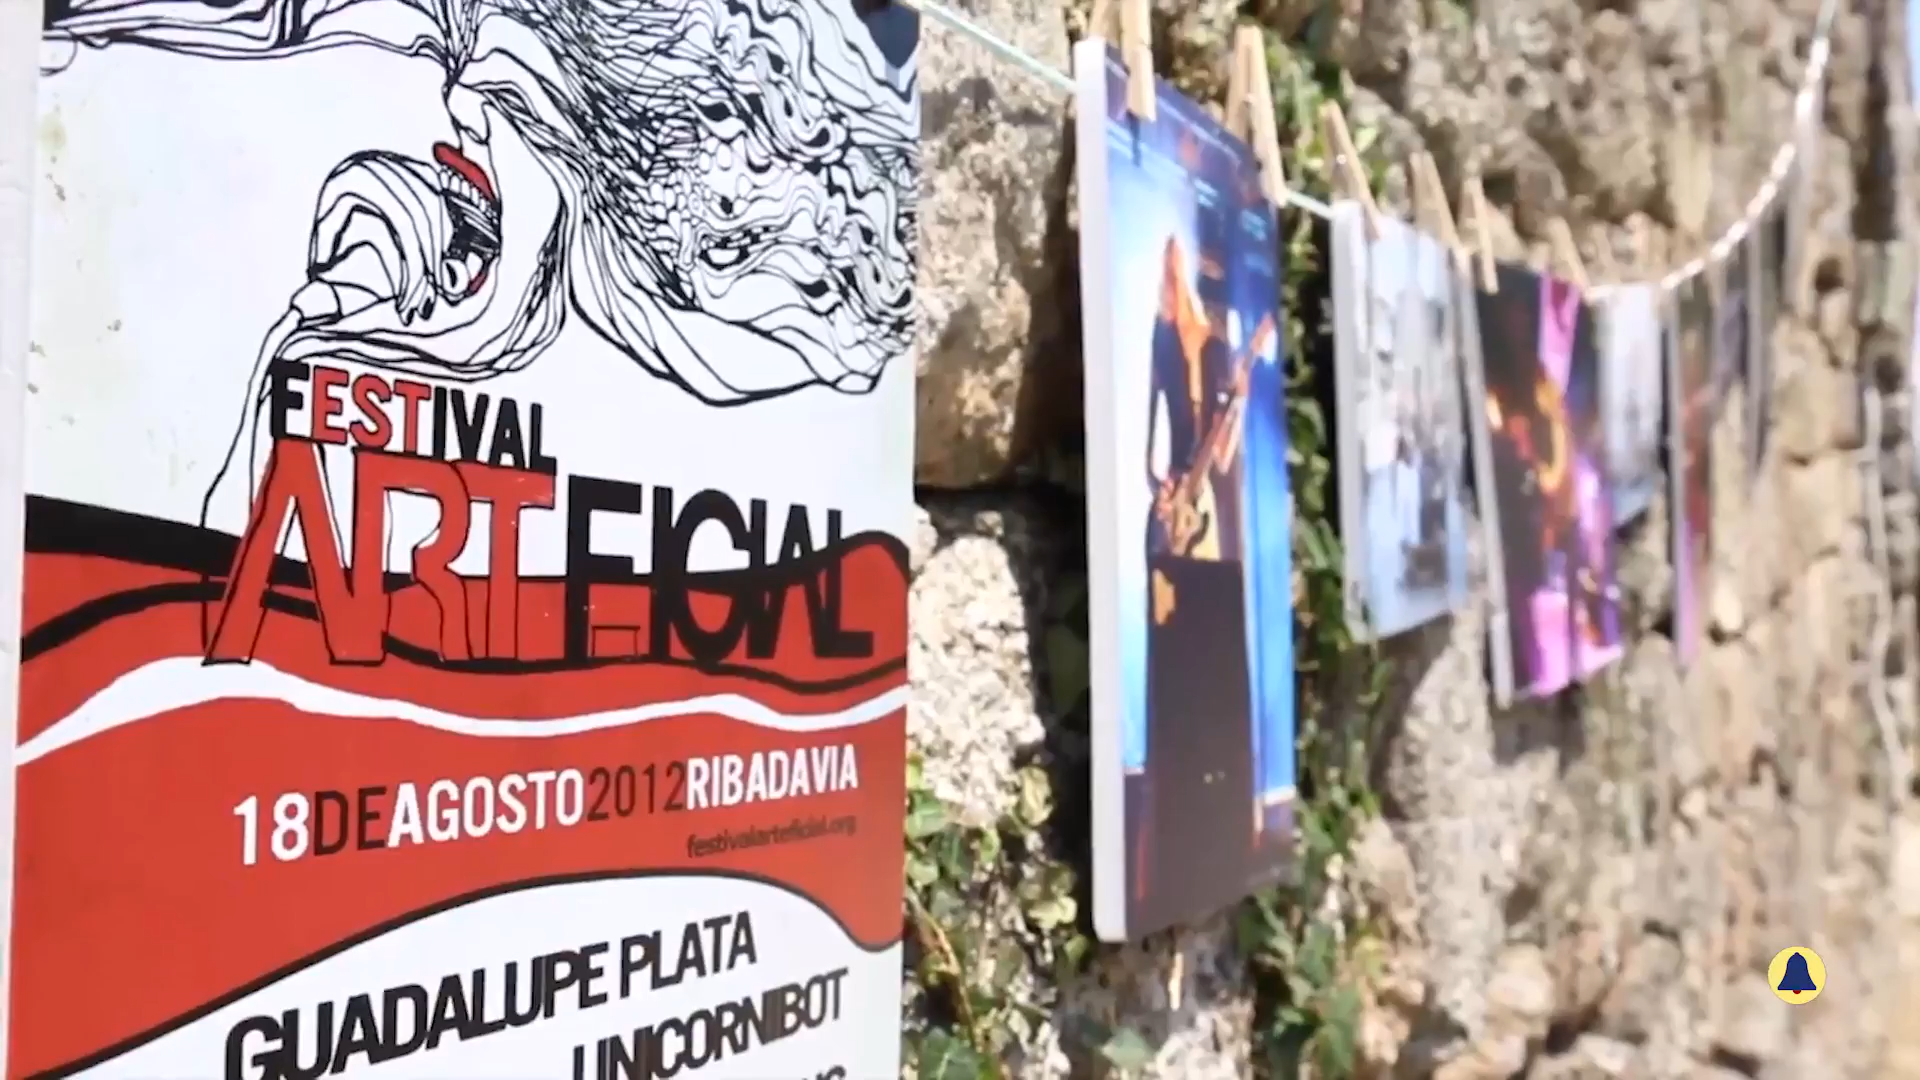 FESTIVAL
ARTEFICIAL
18DEAGOSTO2012RIBADAVIA
festivalarteficial.org
GUADALUPE PLATA
UNICORNIBOT